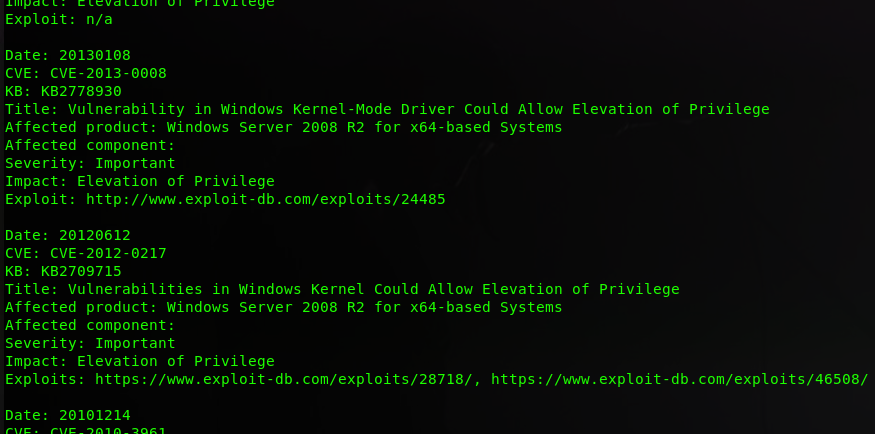 Impact: Elevation of Privilege
Exploit: n/a
Date: 20130108
CVE: CVE-2013-0008
KB: KB2778930
Title: Vulnerability in Windows Kernel-Mode Driver Could Allow Elevation of Privilege
Affected product: Windows Server 2008 R2 for x64-based Systems
Affected component:
Severity: Important
Impact: Elevation of Privilege
Exploit: http://www.exploit-db.com/exploits/24485
Date: 20120612
CVE: CVE-2012-0217
KB: KB2709715
Title: Vulnerabilities in Windows Kernel Could Allow Elevation of Privilege
Affected product: Windows Server 2008 R2 for x64-based Systems
Affected component:
Severity: Important
Impact: Elevation of Privilege
Exploits: https://www.exploit-db.com/exploits/28718/, https://www.exploit-db.com/exploits/46508/
Date: 20101214
CVE: CVE-2010-3961